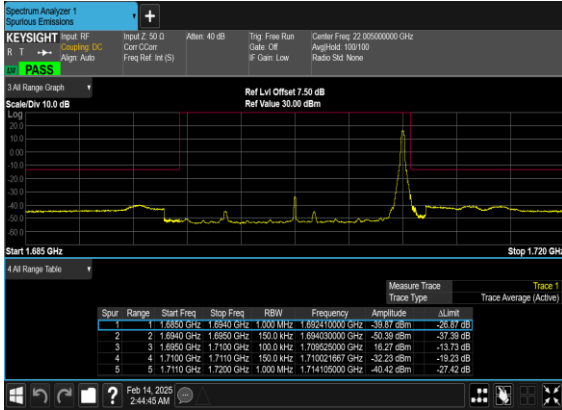 Spectrum Analyzer 1
Spurious Emissions
+
KEYSIGHT Input: RF Input Z: 50 Ω Atten: 40 dB Trig: Free Run Center Freq: 22.005000000 GHz
R T Coupling: DC Corr CCorr Gate: Off Avg|Hold: 100/100
Align: Auto Freq Ref: Int (S) IF Gain: Low Radio Std: None
PASS
3 All Range Graph
Scale/Div 10.0 dB Ref Lvl Offset 7.50 dB
Ref Value 30.00 dBm
Log
20.0
10.0
0.00
-10.0
-20.0
-30.0
-40.0
-50.0
-60.0
Start 1.685 GHz Stop 1.720 GHz
4 All Range Table
Measure Trace Trace 1
Trace Type Trace Average (Active)
Spur Range Start Freq Stop Freq RBW Frequency Amplitude ΔLimit
1 1 1.6850 GHz 1.6940 GHz 1.000 MHz 1.692410000 GHz -39.87 dBm -26.87 dB
2 2 1.6940 GHz 1.6950 GHz 150.0 kHz 1.694030000 GHz -50.39 dBm -37.39 dB
3 3 1.6950 GHz 1.7100 GHz 100.0 kHz 1.709525000 GHz 16.27 dBm -13.73 dB
4 4 1.7100 GHz 1.7110 GHz 150.0 kHz 1.710021667 GHz -32.23 dBm -19.23 dB
5 5 1.7110 GHz 1.7200 GHz 1.000 MHz 1.714105000 GHz -40.42 dBm -27.42 dB
? Feb 14, 2025
2:44:45 AM